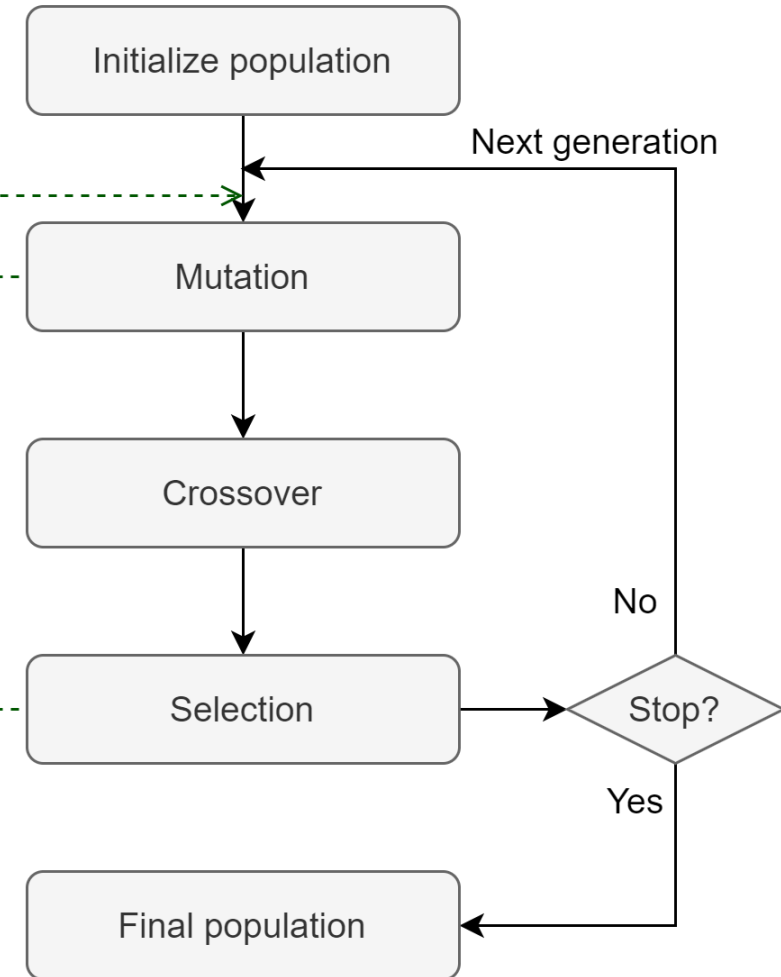 Initialize population
Next generation
Mutation
Crossover
No
Selection
Stop?
Yes
Final population